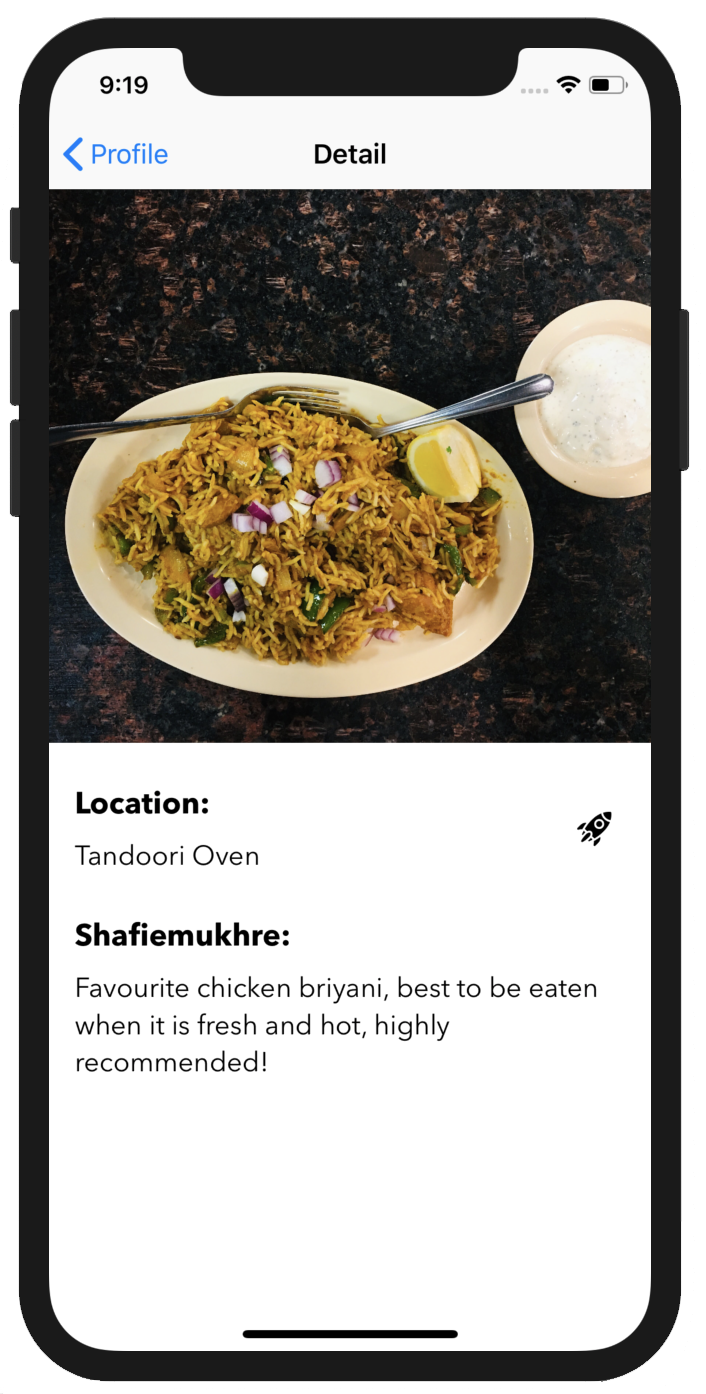 9:19
Profile Detail
Location:
Tandoori Oven
Shafiemukhre:
Favourite chicken briyani, best to be eaten
when it is fresh and hot, highly
recommended!